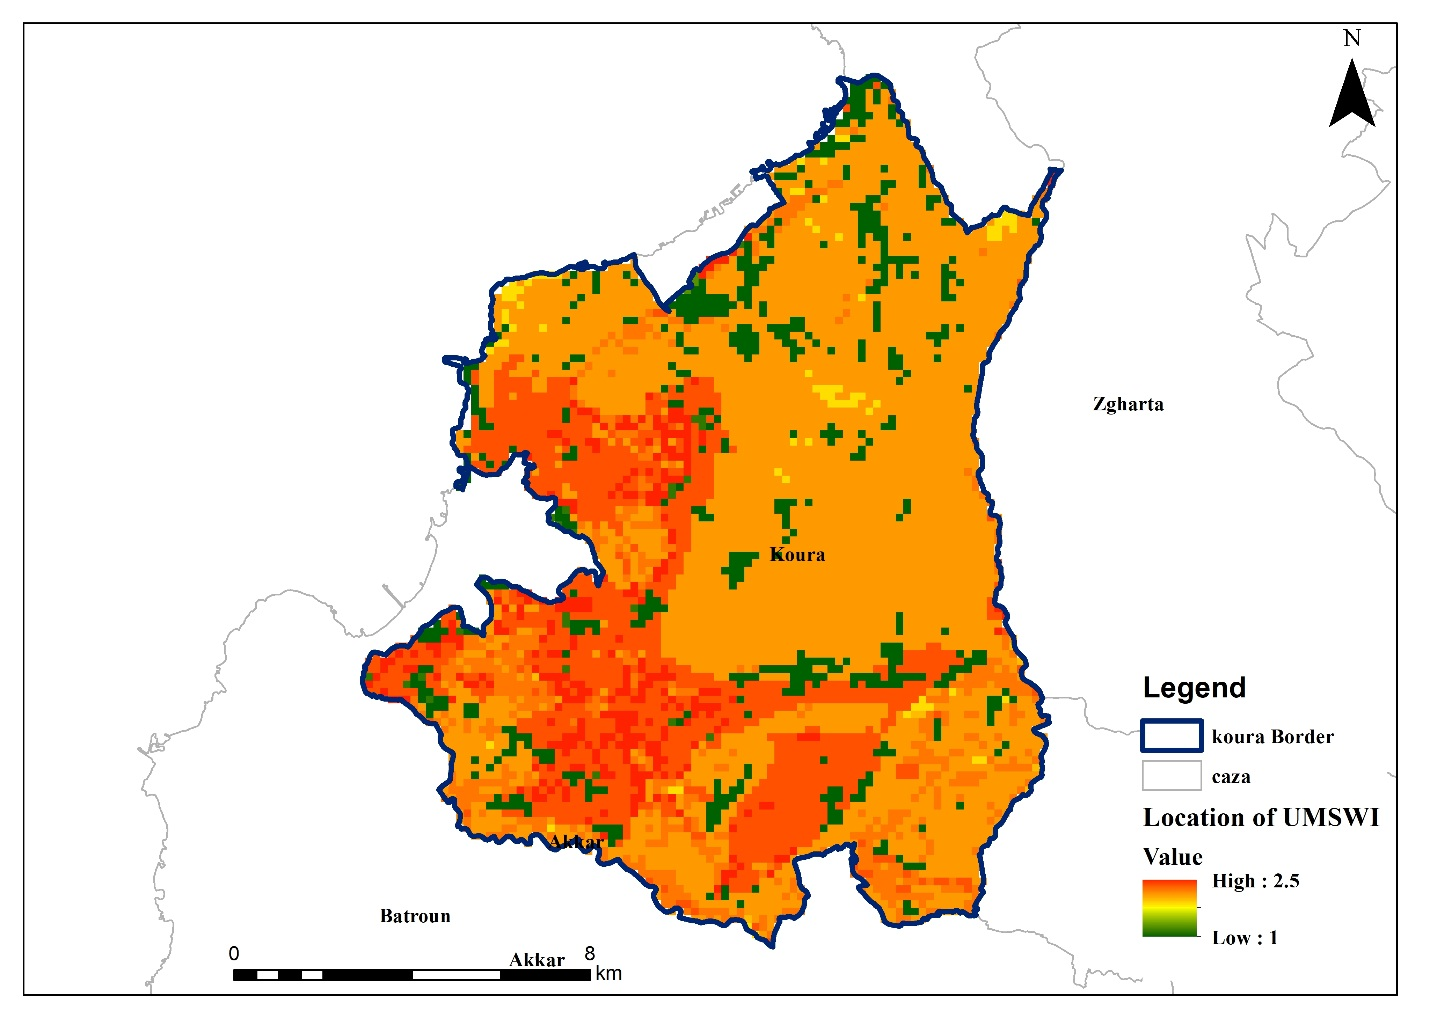 N
Zgharta
Koura
Legend
koura Border
caza
Location of UMSWI
Value
High : 2.5
Low : 1
Akkar
Batroun
Akkar
0 8
km